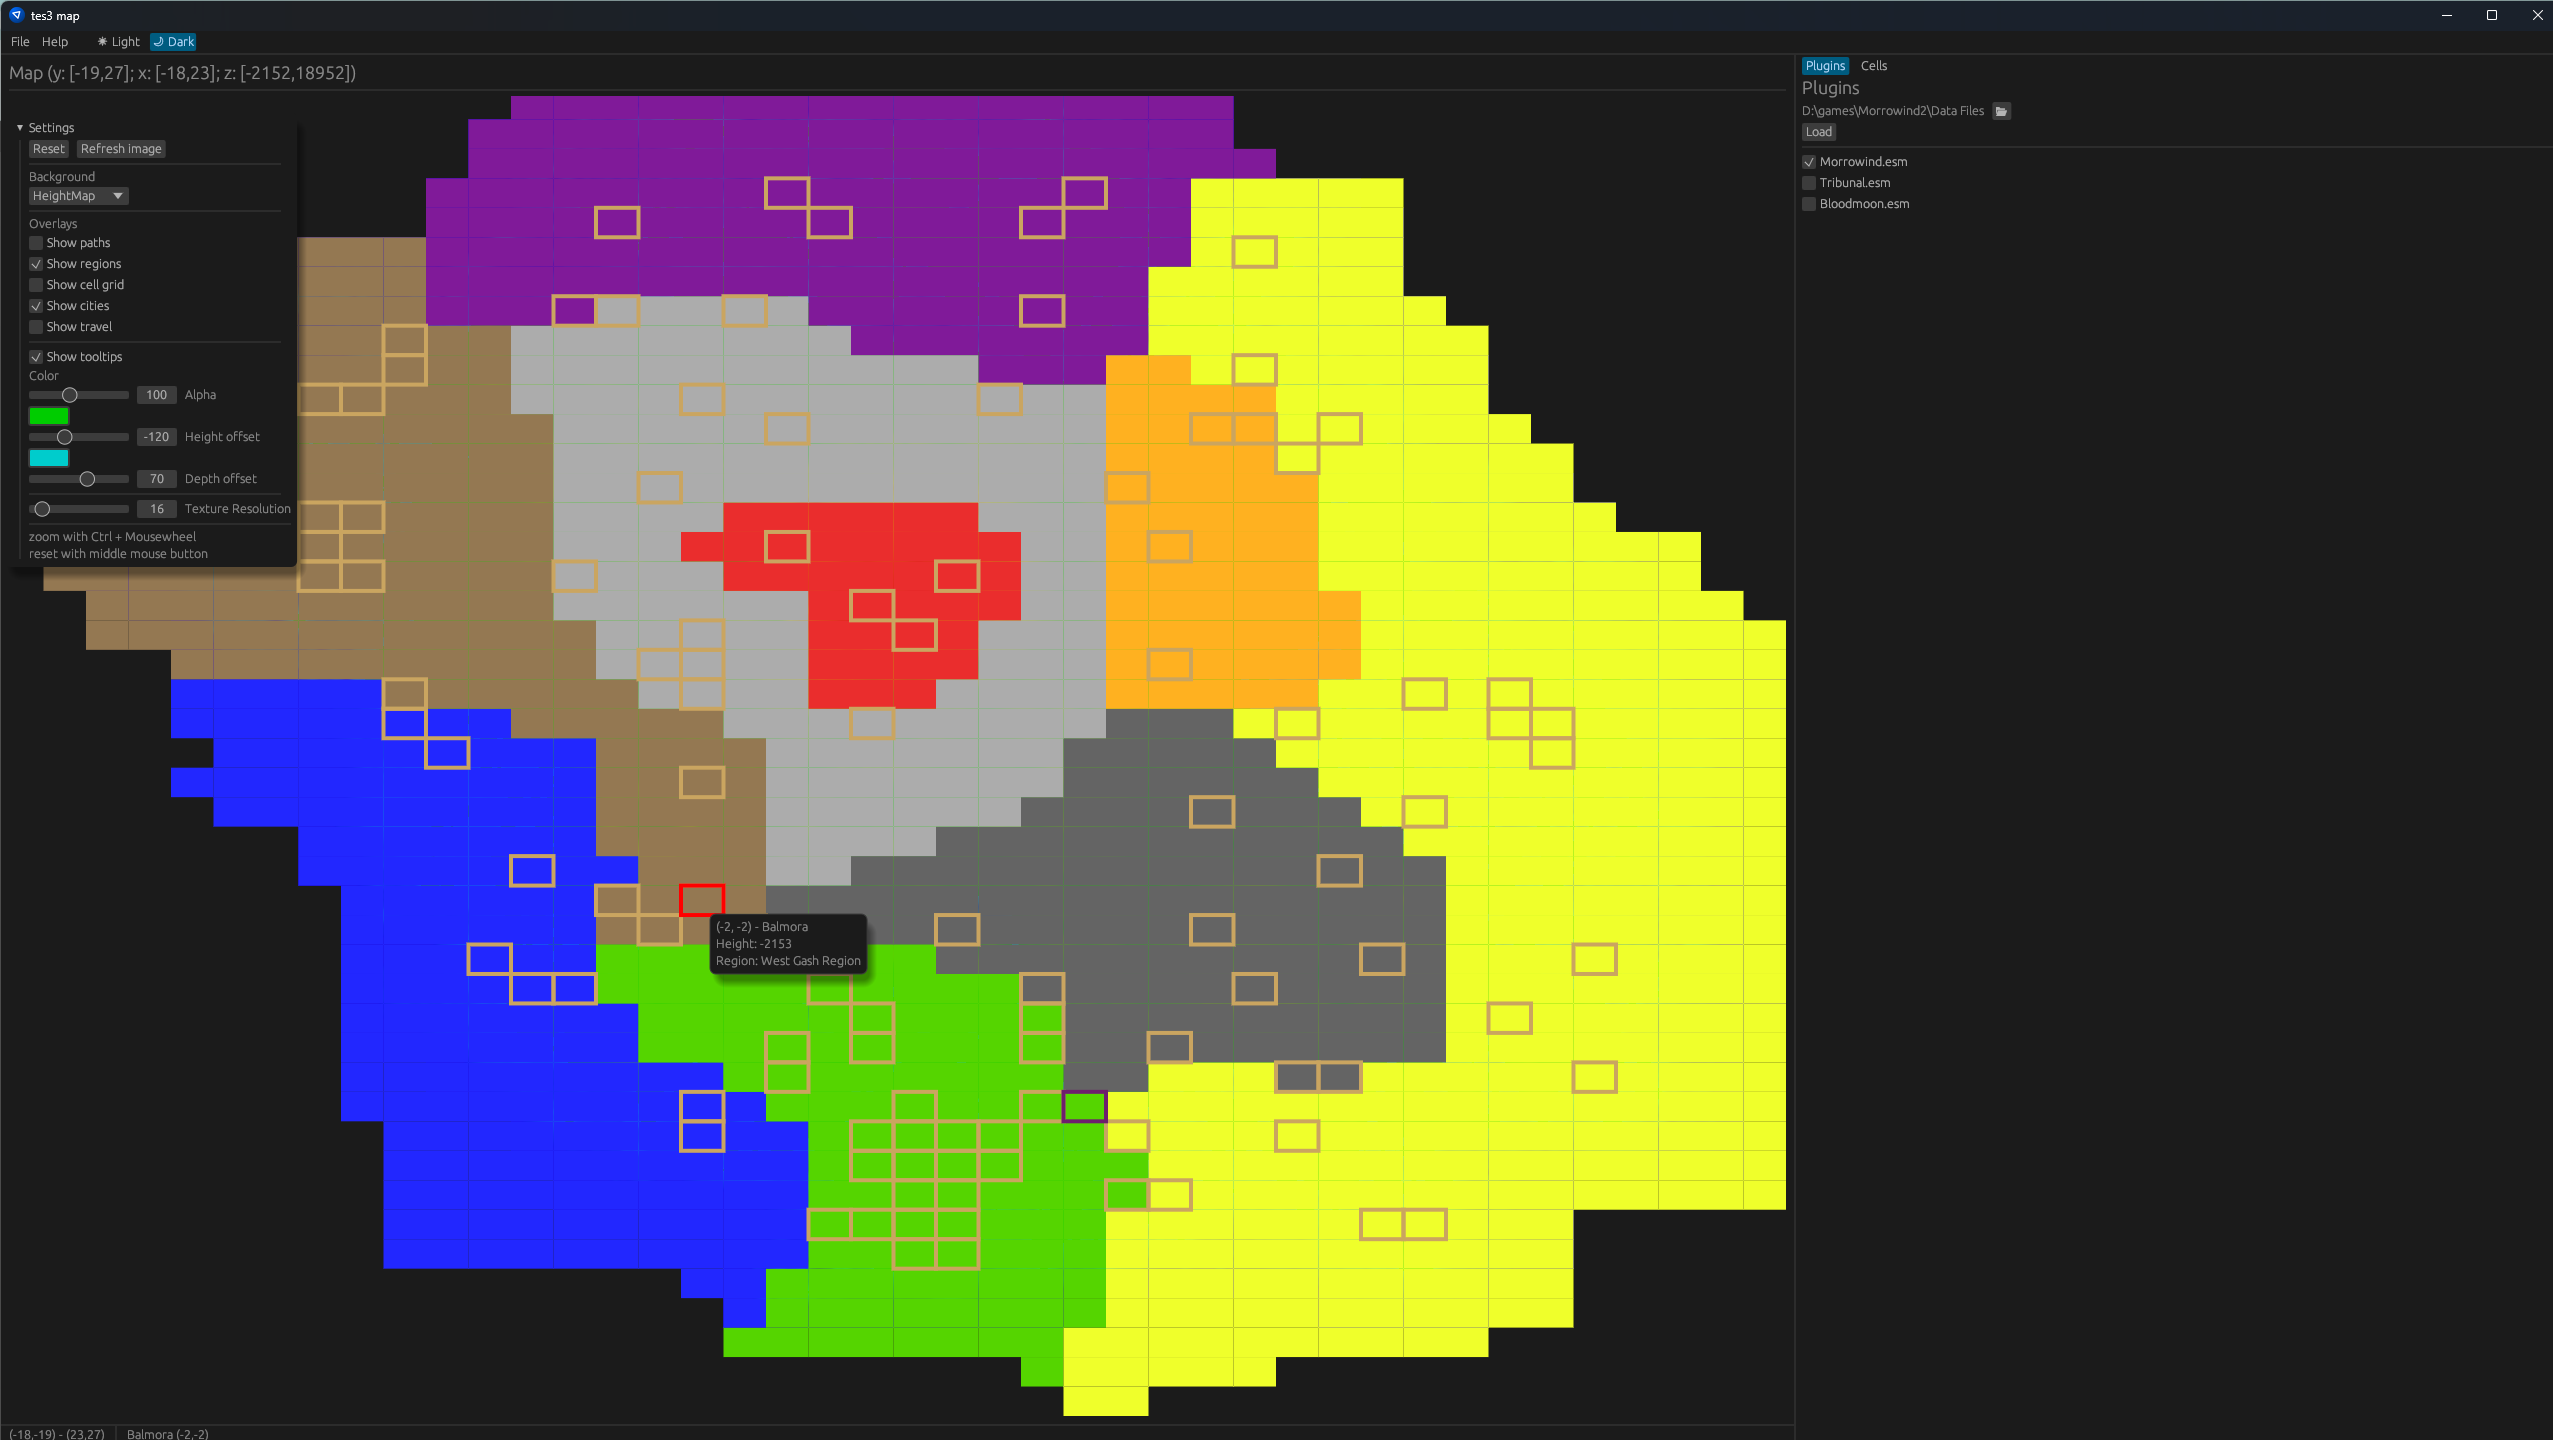 tes3 map
File Help Light Dark
Map (y: [-19,27]; x: [-18,23]; z: [-2152,18952])
Settings
Reset Refresh image
Background
HeightMap
Overlays
Show paths
Show regions
Show cell grid
Show cities
Show travel
Show tooltips
Color
100 Alpha
-120 Height offset
70 Depth offset
16 Texture Resolution
zoom with Ctrl + Mousewheel
reset with middle mouse button
(-2, -2) - Balmora
Height: -2153
Region: West Gash Region
Plugins Cells
Plugins
D:\games\Morrowind2\Data Files
Load
Morrowind.esm
Tribunal.esm
Bloodmoon.esm
(-18,-19) - (23,27) Balmora (-2,-2)